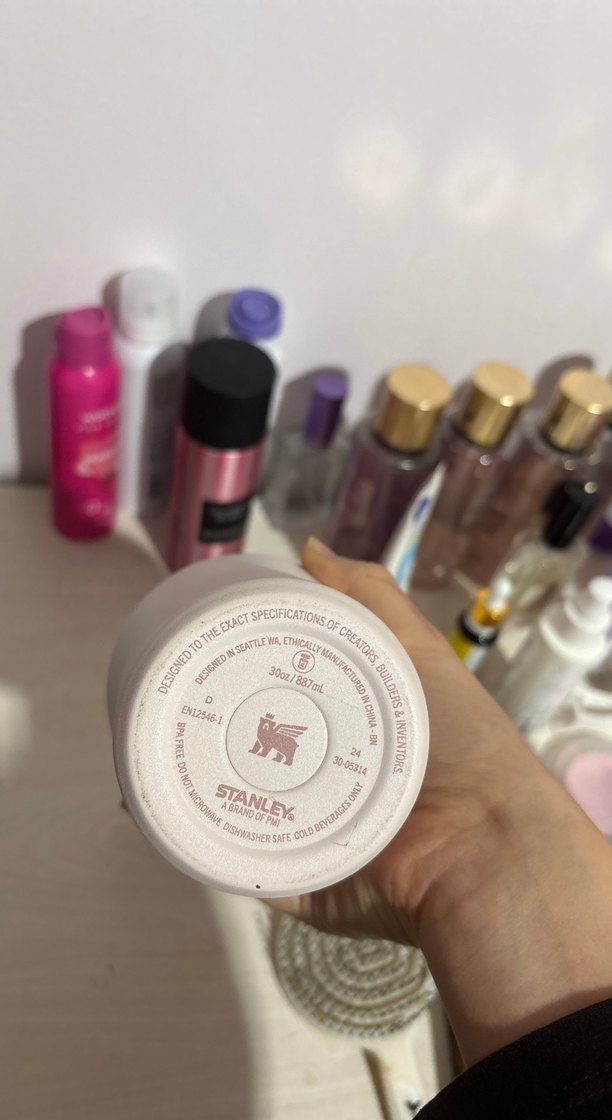 DESIGNED TO THE EXACT SPECIFICATIONS OF CREATORS, BUILDERS & INVENTORS.
DESIGNED IN SEATTLE WA, ETHICALLY MANUFACTURED IN CHINA - BN
30oz / 887mL
D
EN12546-1
24
30-05314
STANLEY®
A BRAND OF PMI
BPA FREE DO NOT MICROWAVE DISHWASHER SAFE COLD BEVERAGES ONLY